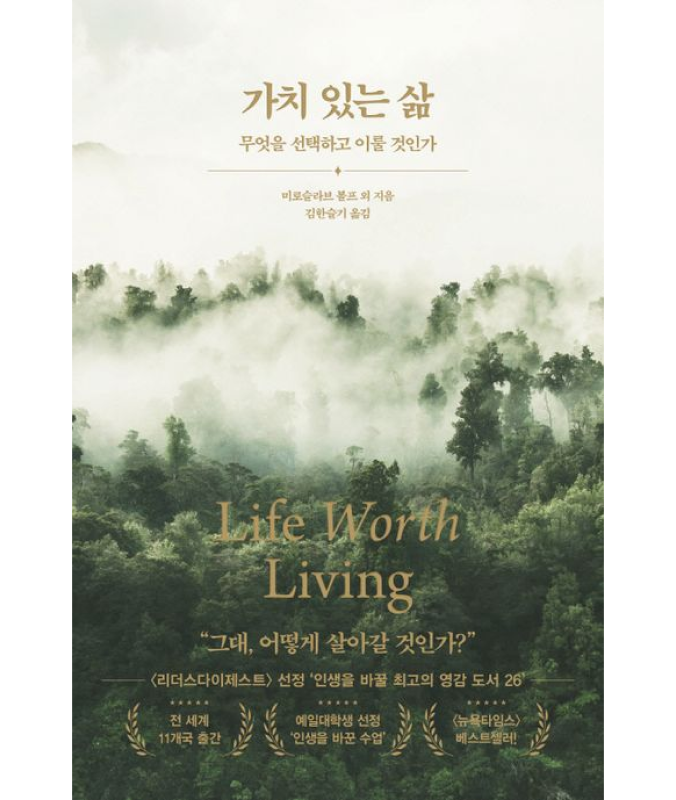 가치 있는 삶
무엇을 선택하고 이룰 것인가
미로슬라브 볼프 외 지음
김한슬기 옮김
Life Worth
Living
“그대, 어떻게 살아갈 것인가?”
〈리더스다이제스트〉 선정 ‘인생을 바꿀 최고의 영감 도서 26’
전 세계
11개국 출간
예일대학생 선정
‘인생을 바꾼 수업’
〈뉴욕타임스〉
베스트셀러!